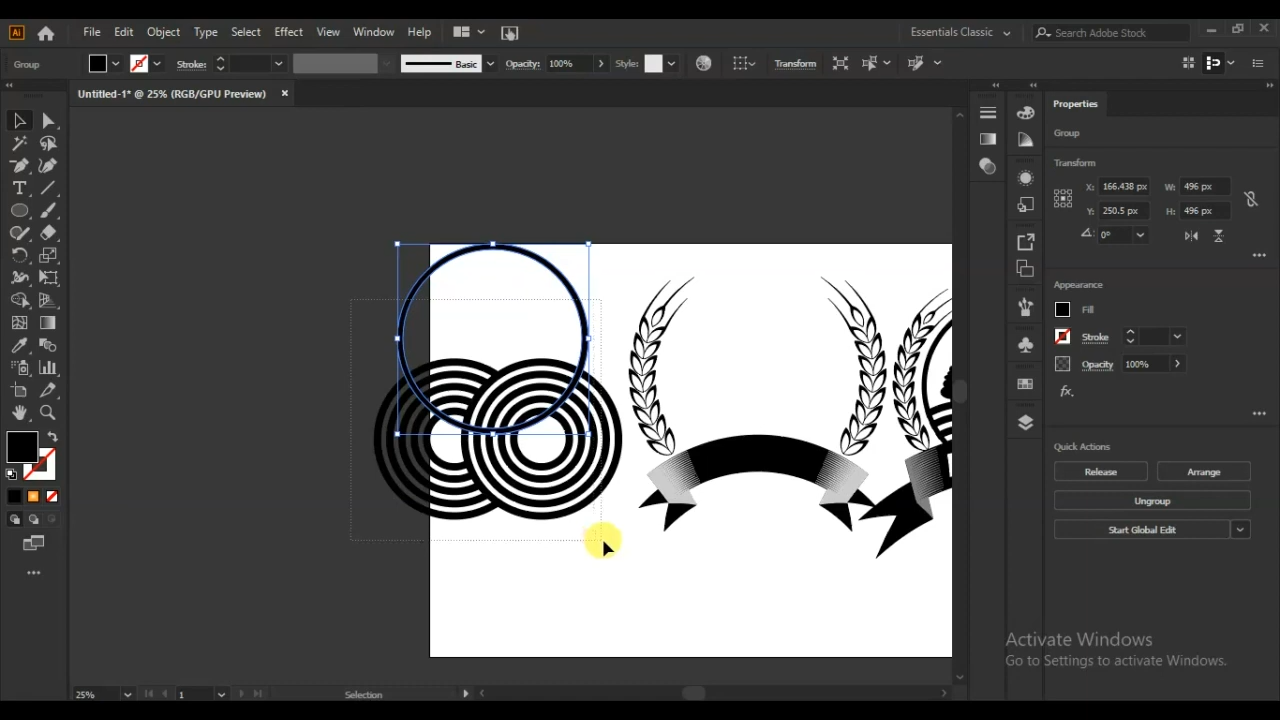 Ai File Edit Object Type Select Effect View Window Help Essentials Classic Search Adobe Stock
Group Stroke: Basic Opacity: 100% Style: Transform
Untitled-1* @ 25% (RGB/GPU Preview)
Properties
Group
Transform
X: 166.438 px W: 496 px
Y: 250.5 px H: 496 px
0°
Appearance
Fill
Stroke
Opacity 100%
fx.
Quick Actions
Release Arrange
Ungroup
Start Global Edit
Activate Windows
Go to Settings to activate Windows.
25% 1 Selection